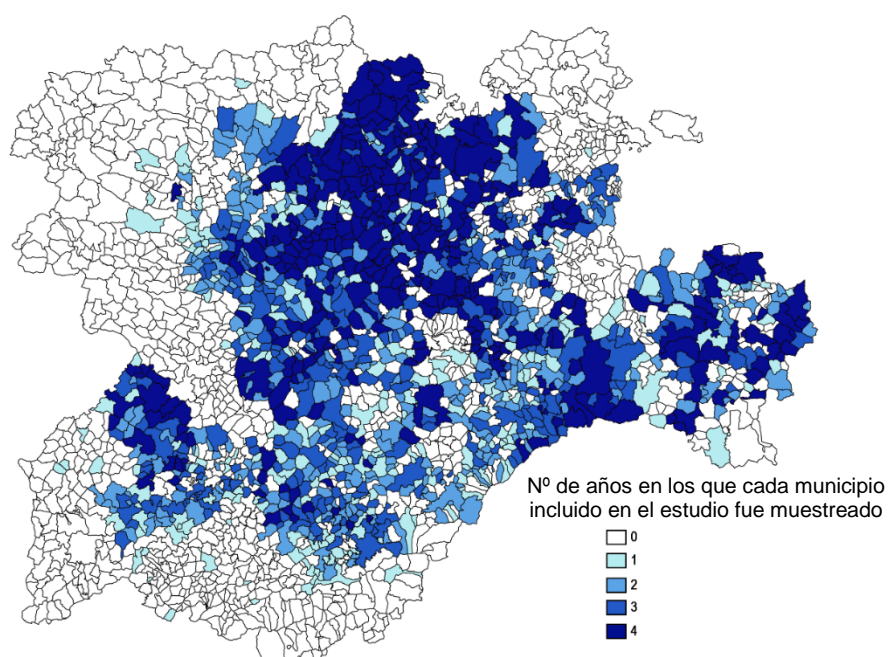 Nº de años en los que cada municipio
incluido en el estudio fue muestreado
0
1
2
3
4